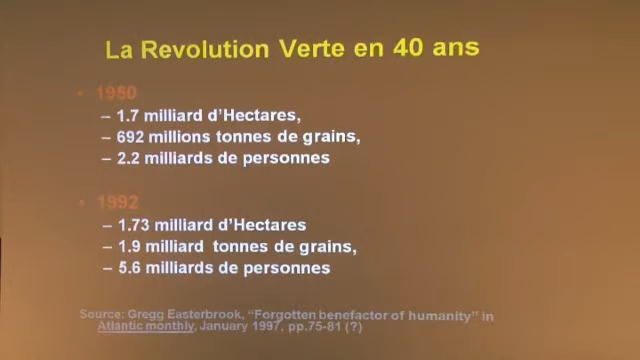 La Revolution Verte en 40 ans
• 1950
– 1.7 milliard d'Hectares,
– 692 millions tonnes de grains,
– 2.2 milliards de personnes
• 1992
– 1.73 milliard d'Hectares
– 1.9 milliard tonnes de grains,
– 5.6 milliards de personnes
Source: Gregg Easterbrook, "Forgotten benefactor of humanity" in
Atlantic monthly, January 1997, pp.75-81 (?)